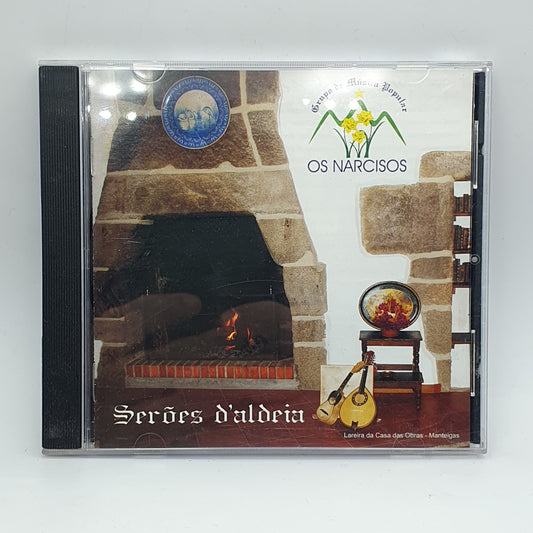 Grupo de Música Popular
OS NARCISOS
Serões d'aldeia
Lareira da Casa das Obras - Manteigas